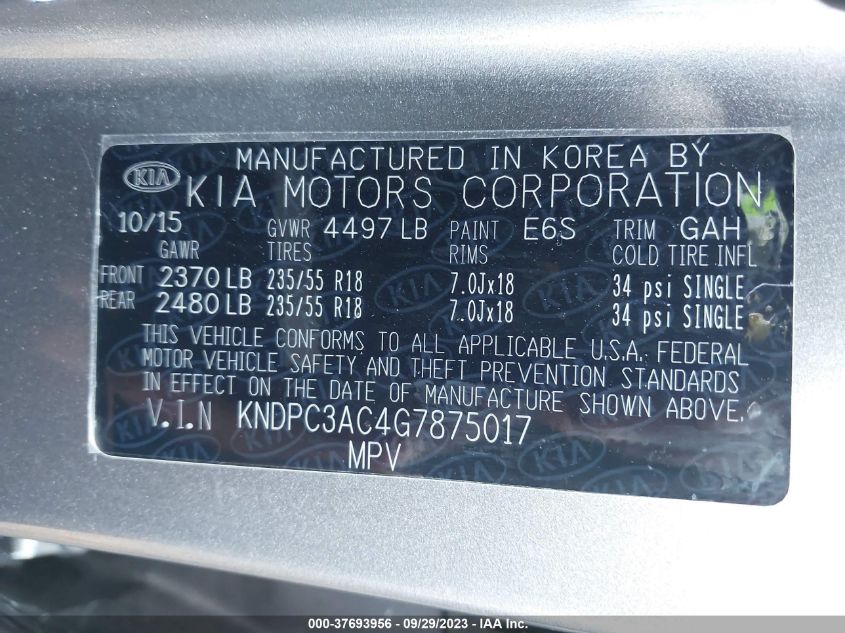 MANUFACTURED IN KOREA BY
KIA KIA MOTORS CORPORATION
10/15 GVWR 4497 LB PAINT E6S TRIM GAH
GAWR TIRES RIMS COLD TIRE INFL
FRONT 2370 LB 235/55 R18 7.0Jx18 34 psi SINGLE
REAR 2480 LB 235/55 R18 7.0Jx18 34 psi SINGLE
THIS VEHICLE CONFORMS TO ALL APPLICABLE U.S.A. FEDERAL
MOTOR VEHICLE SAFETY AND THEFT PREVENTION STANDARDS
IN EFFECT ON THE DATE OF MANUFACTURE SHOWN ABOVE.
V.I.N KNDPC3AC4G7875017
MPV
000-37693956 - 09/29/2023 - IAA Inc.